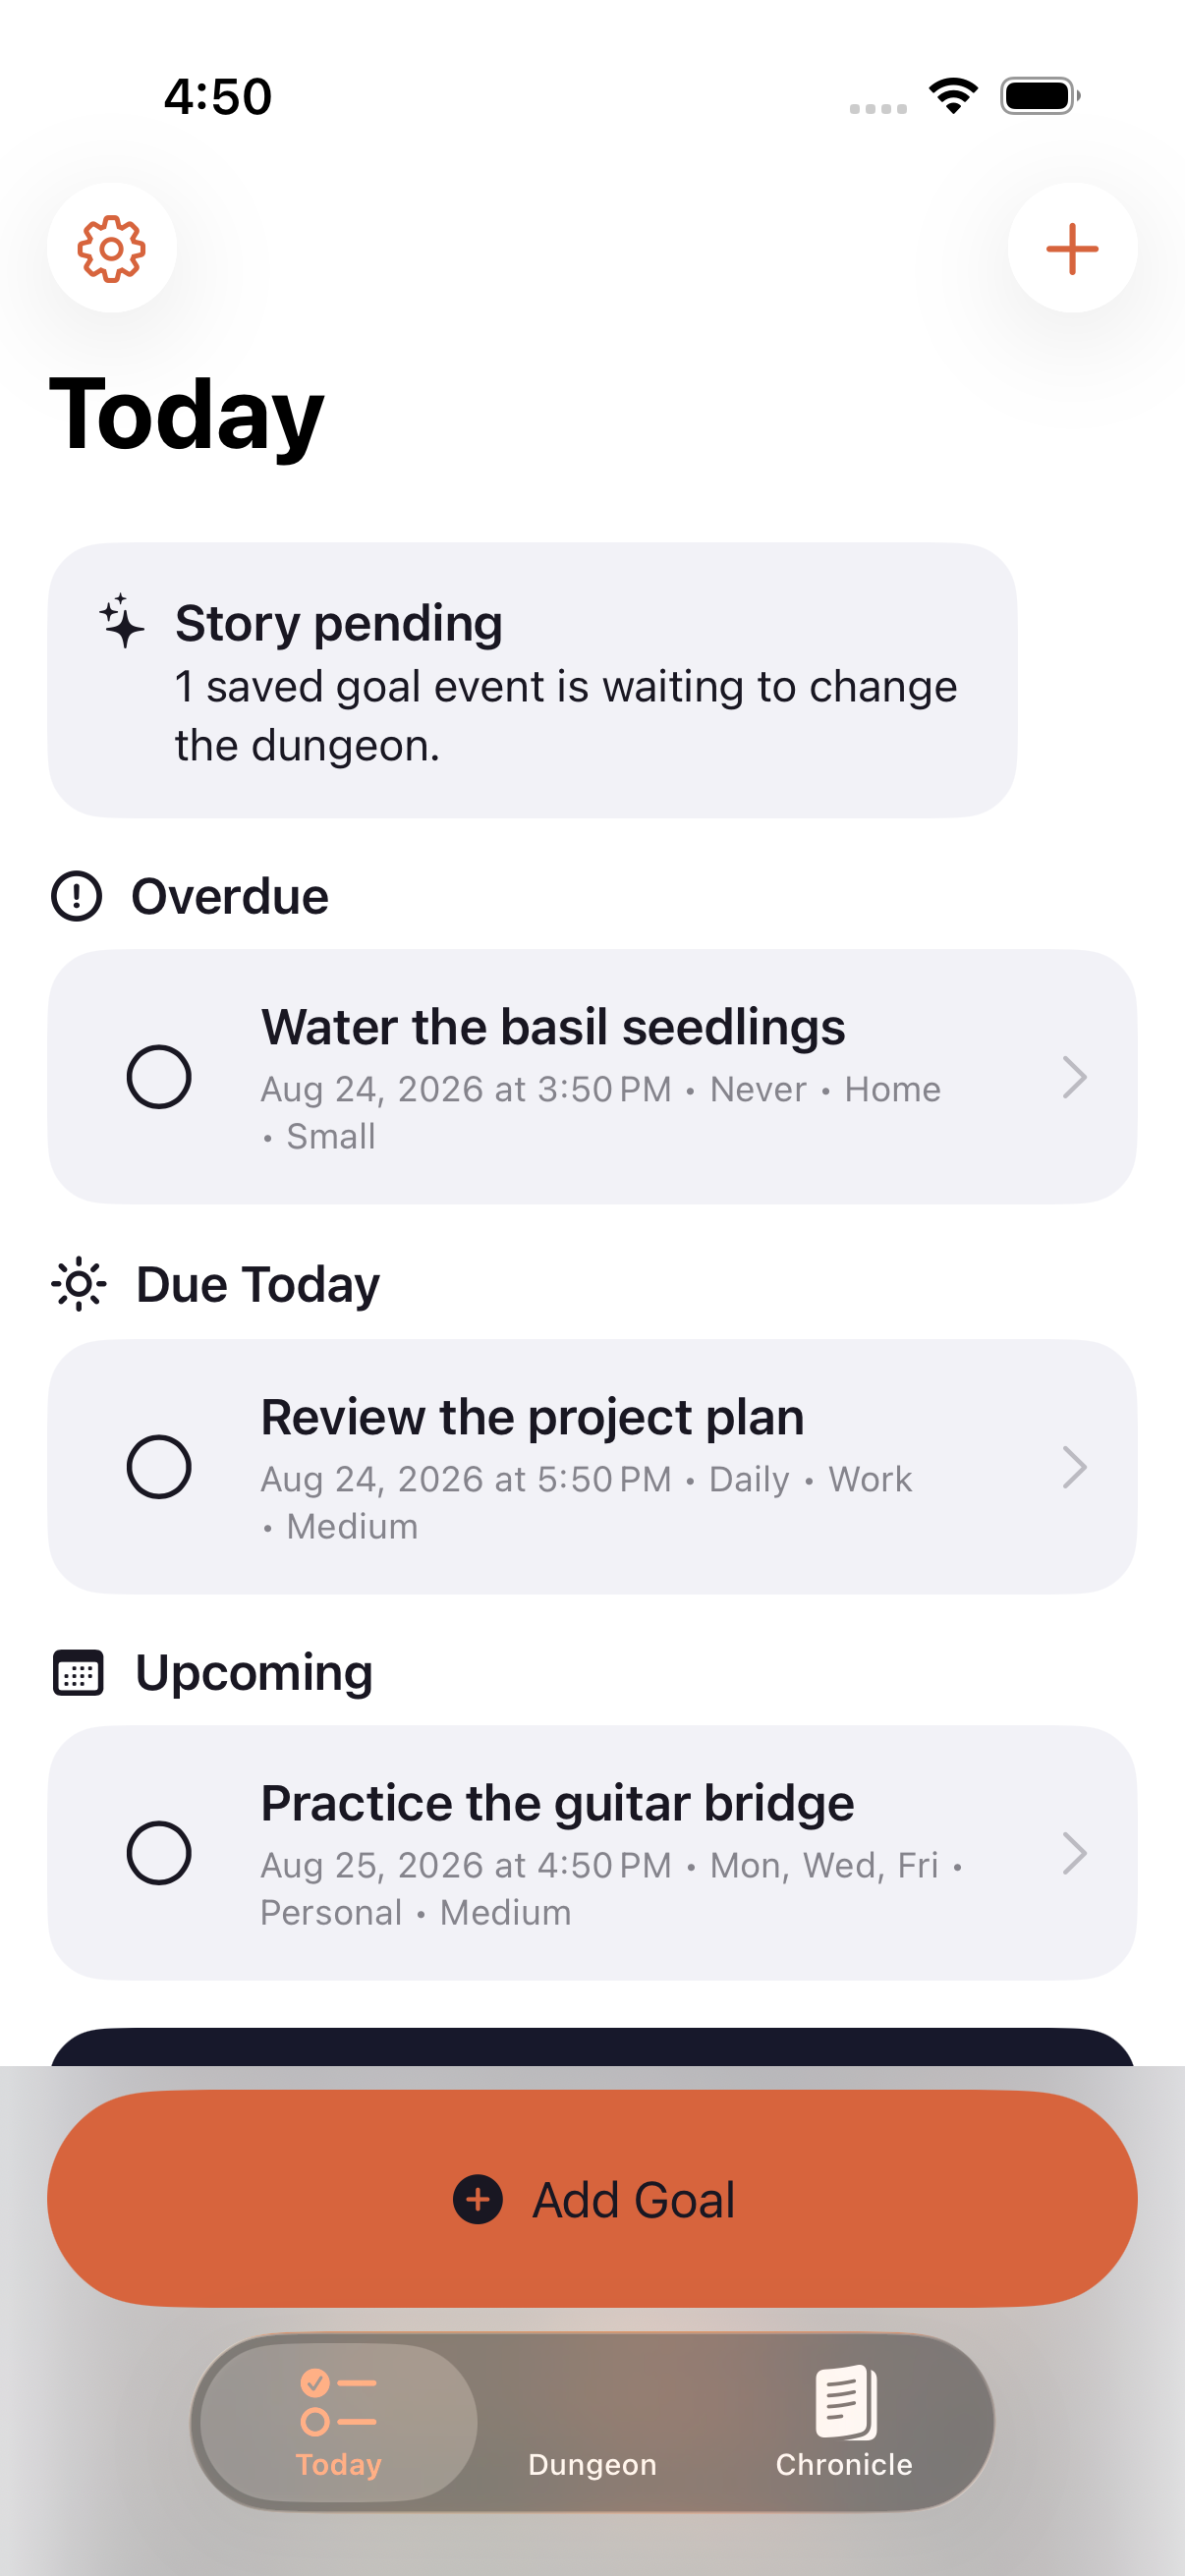 4:50
Today
Story pending
1 saved goal event is waiting to change
the dungeon.
Overdue
Water the basil seedlings
Aug 24, 2026 at 3:50 PM • Never • Home
• Small
Due Today
Review the project plan
Aug 24, 2026 at 5:50 PM • Daily • Work
• Medium
Upcoming
Practice the guitar bridge
Aug 25, 2026 at 4:50 PM • Mon, Wed, Fri •
Personal • Medium
Add Goal
Today
Dungeon
Chronicle